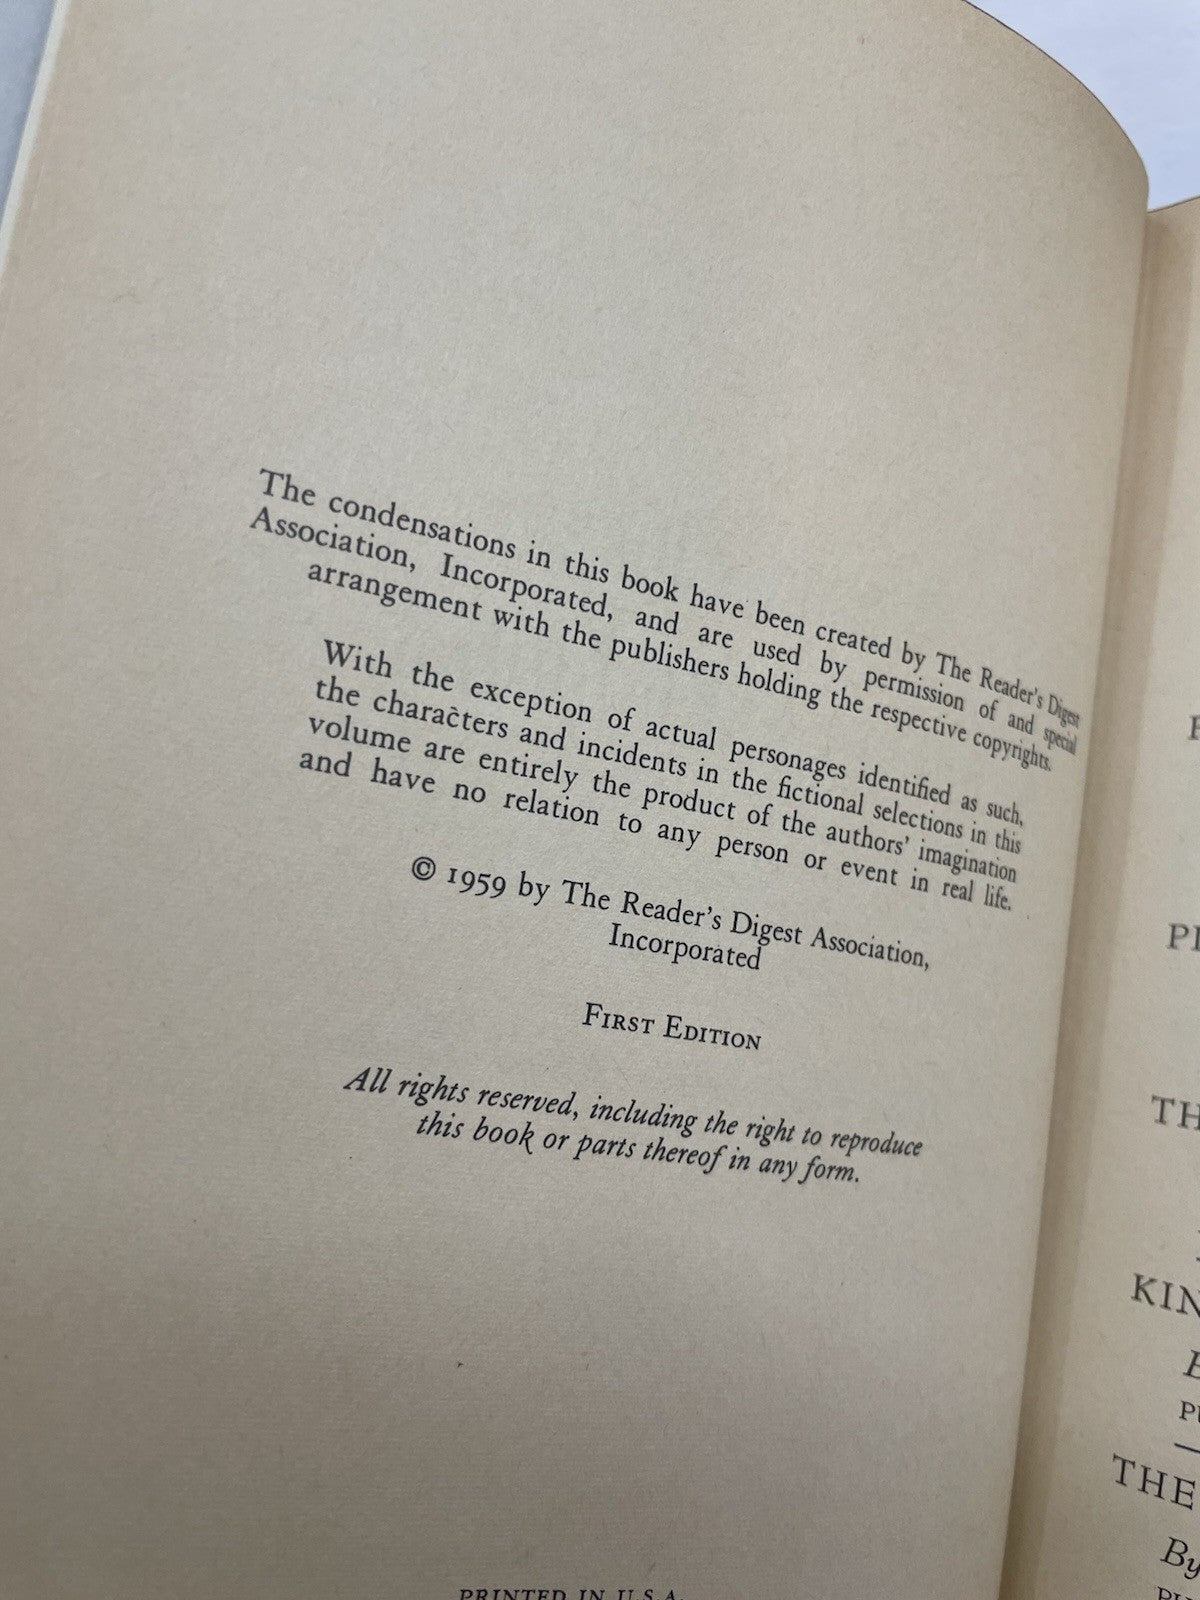 The condensations in this book have been created by The Reader's Digest
Association, Incorporated, and are used by permission of and special
arrangement with the publishers holding the respective copyrights.
With the exception of actual personages identified as such,
the characters and incidents in the fictional selections in this
volume are entirely the product of the authors' imagination
and have no relation to any person or event in real life.
© 1959 by The Reader's Digest Association,
Incorporated
First Edition
All rights reserved, including the right to reproduce
this book or parts thereof in any form.
PRINTED IN U.S.A.
THE
By